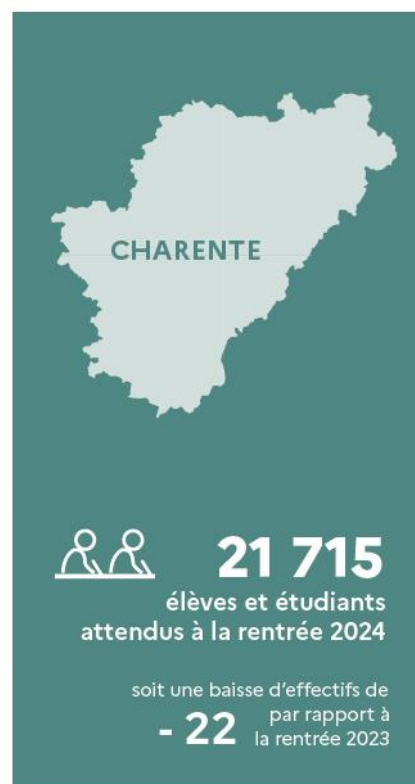 CHARENTE
21 715
élèves et étudiants
attendus à la rentrée 2024
soit une baisse d'effectifs de
- 22 par rapport à
la rentrée 2023